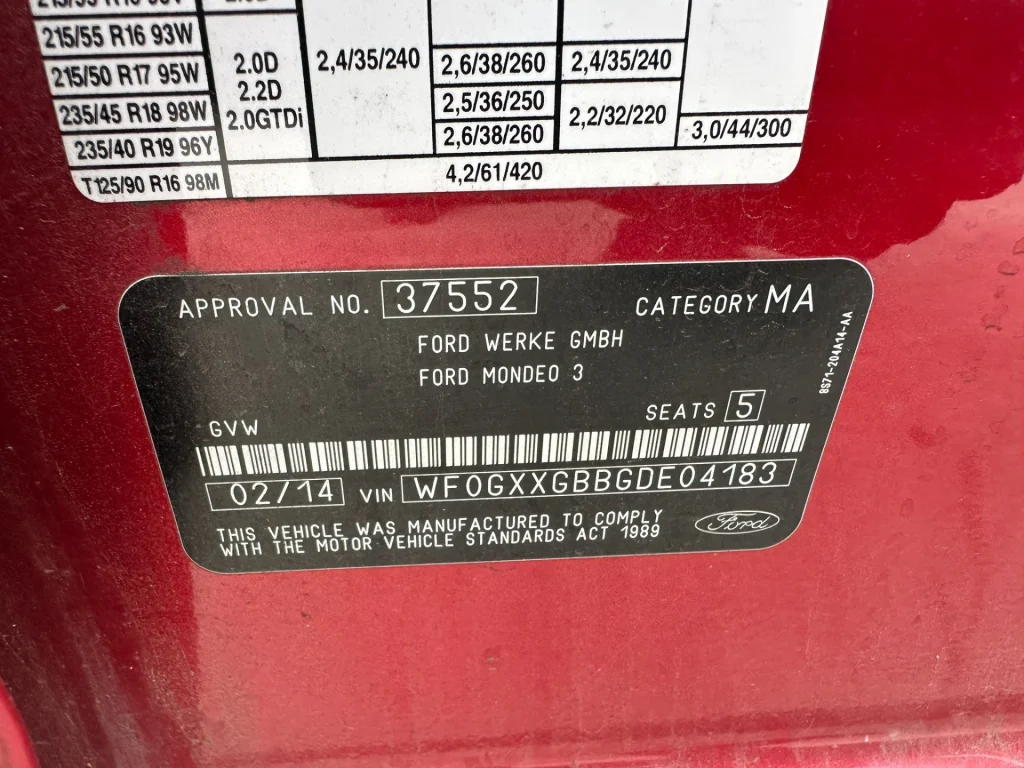 215/55 R16 93W
215/50 R17 95W
235/45 R18 98W
235/40 R19 96Y
2.0D
2.2D
2.0GTDi
2,4/35/240
2,6/38/260
2,5/36/250
2,6/38/260
2,4/35/240
2,2/32/220
3,0/44/300
T125/90 R16 98M
4,2/61/420
APPROVAL NO. 37552
CATEGORY MA
FORD WERKE GMBH
FORD MONDEO 3
8S71-204A14-AA
SEATS 5
GVW
02/14 VIN WF0GXXGBBGDE04183
THIS VEHICLE WAS MANUFACTURED TO COMPLY
WITH THE MOTOR VEHICLE STANDARDS ACT 1989
Ford